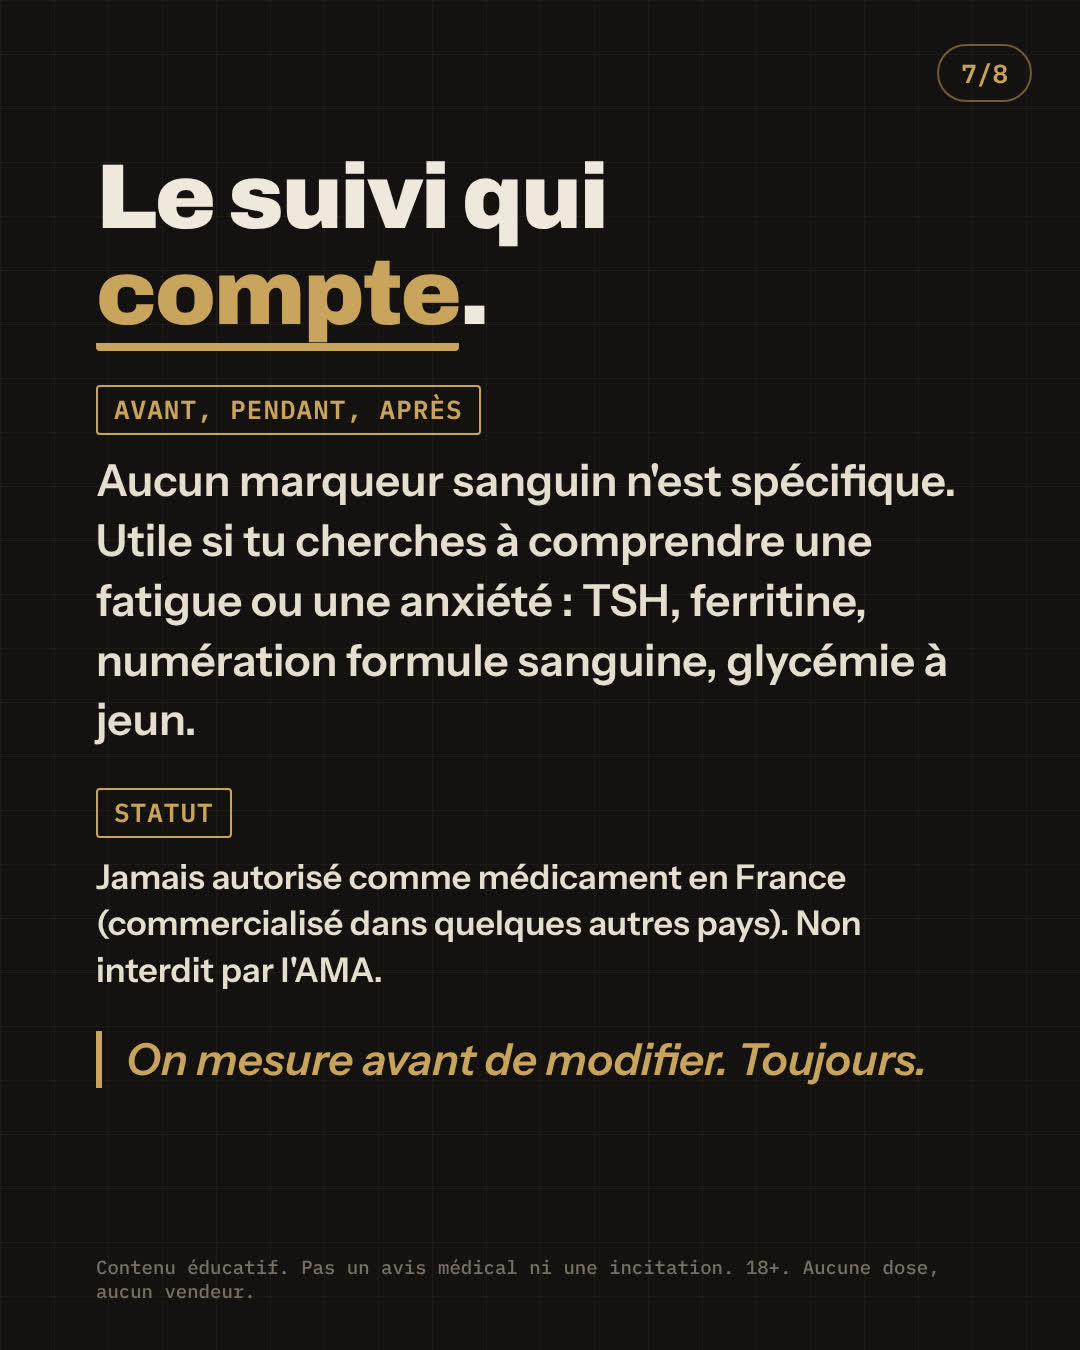 7/8
Le suivi qui
compte.
AVANT, PENDANT, APRÈS
Aucun marqueur sanguin n'est spécifique.
Utile si tu cherches à comprendre une
fatigue ou une anxiété : TSH, ferritine,
numération formule sanguine, glycémie à
jeun.
STATUT
Jamais autorisé comme médicament en France
(commercialisé dans quelques autres pays). Non
interdit par l'AMA.
On mesure avant de modifier. Toujours.
Contenu éducatif. Pas un avis médical ni une incitation. 18+. Aucune dose,
aucun vendeur.